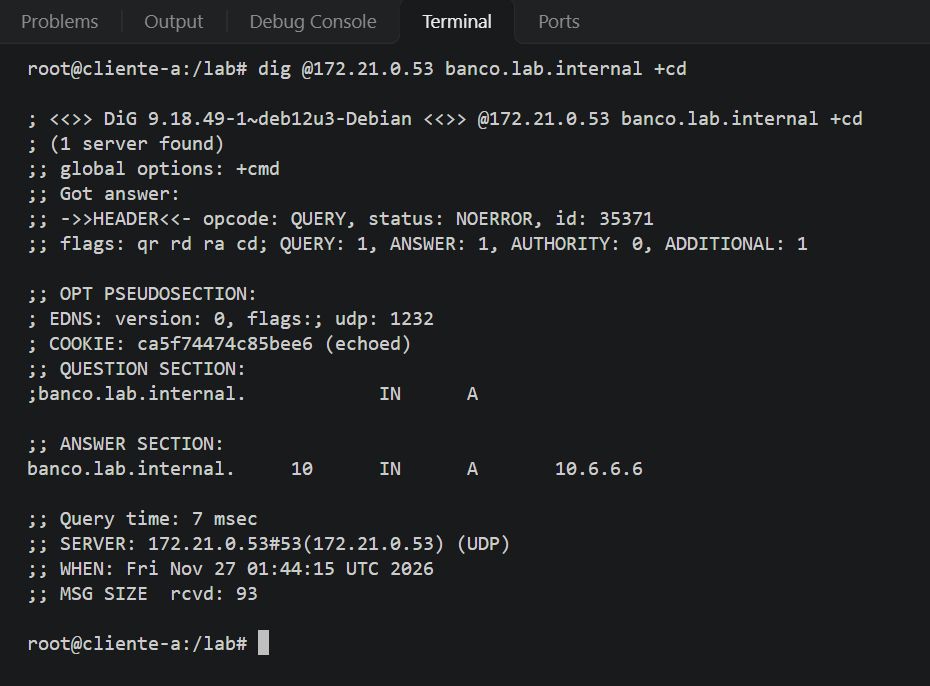 Problems Output Debug Console Terminal Ports
root@cliente-a:/lab# dig @172.21.0.53 banco.lab.internal +cd
; <<>> DiG 9.18.49-1~deb12u3-Debian <<>> @172.21.0.53 banco.lab.internal +cd
; (1 server found)
;; global options: +cmd
;; Got answer:
;; ->>HEADER<<- opcode: QUERY, status: NOERROR, id: 35371
;; flags: qr rd ra cd; QUERY: 1, ANSWER: 1, AUTHORITY: 0, ADDITIONAL: 1
;; OPT PSEUDOSECTION:
; EDNS: version: 0, flags:; udp: 1232
; COOKIE: ca5f74474c85bee6 (echoed)
;; QUESTION SECTION:
;banco.lab.internal. IN A
;; ANSWER SECTION:
banco.lab.internal. 10 IN A 10.6.6.6
;; Query time: 7 msec
;; SERVER: 172.21.0.53#53(172.21.0.53) (UDP)
;; WHEN: Fri Nov 27 01:44:15 UTC 2026
;; MSG SIZE  rcvd: 93
root@cliente-a:/lab#